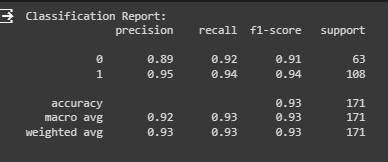 Classification Report:
precision recall f1-score support
0 0.89 0.92 0.91 63
1 0.95 0.94 0.94 108
accuracy 0.93 171
macro avg 0.92 0.93 0.93 171
weighted avg 0.93 0.93 0.93 171